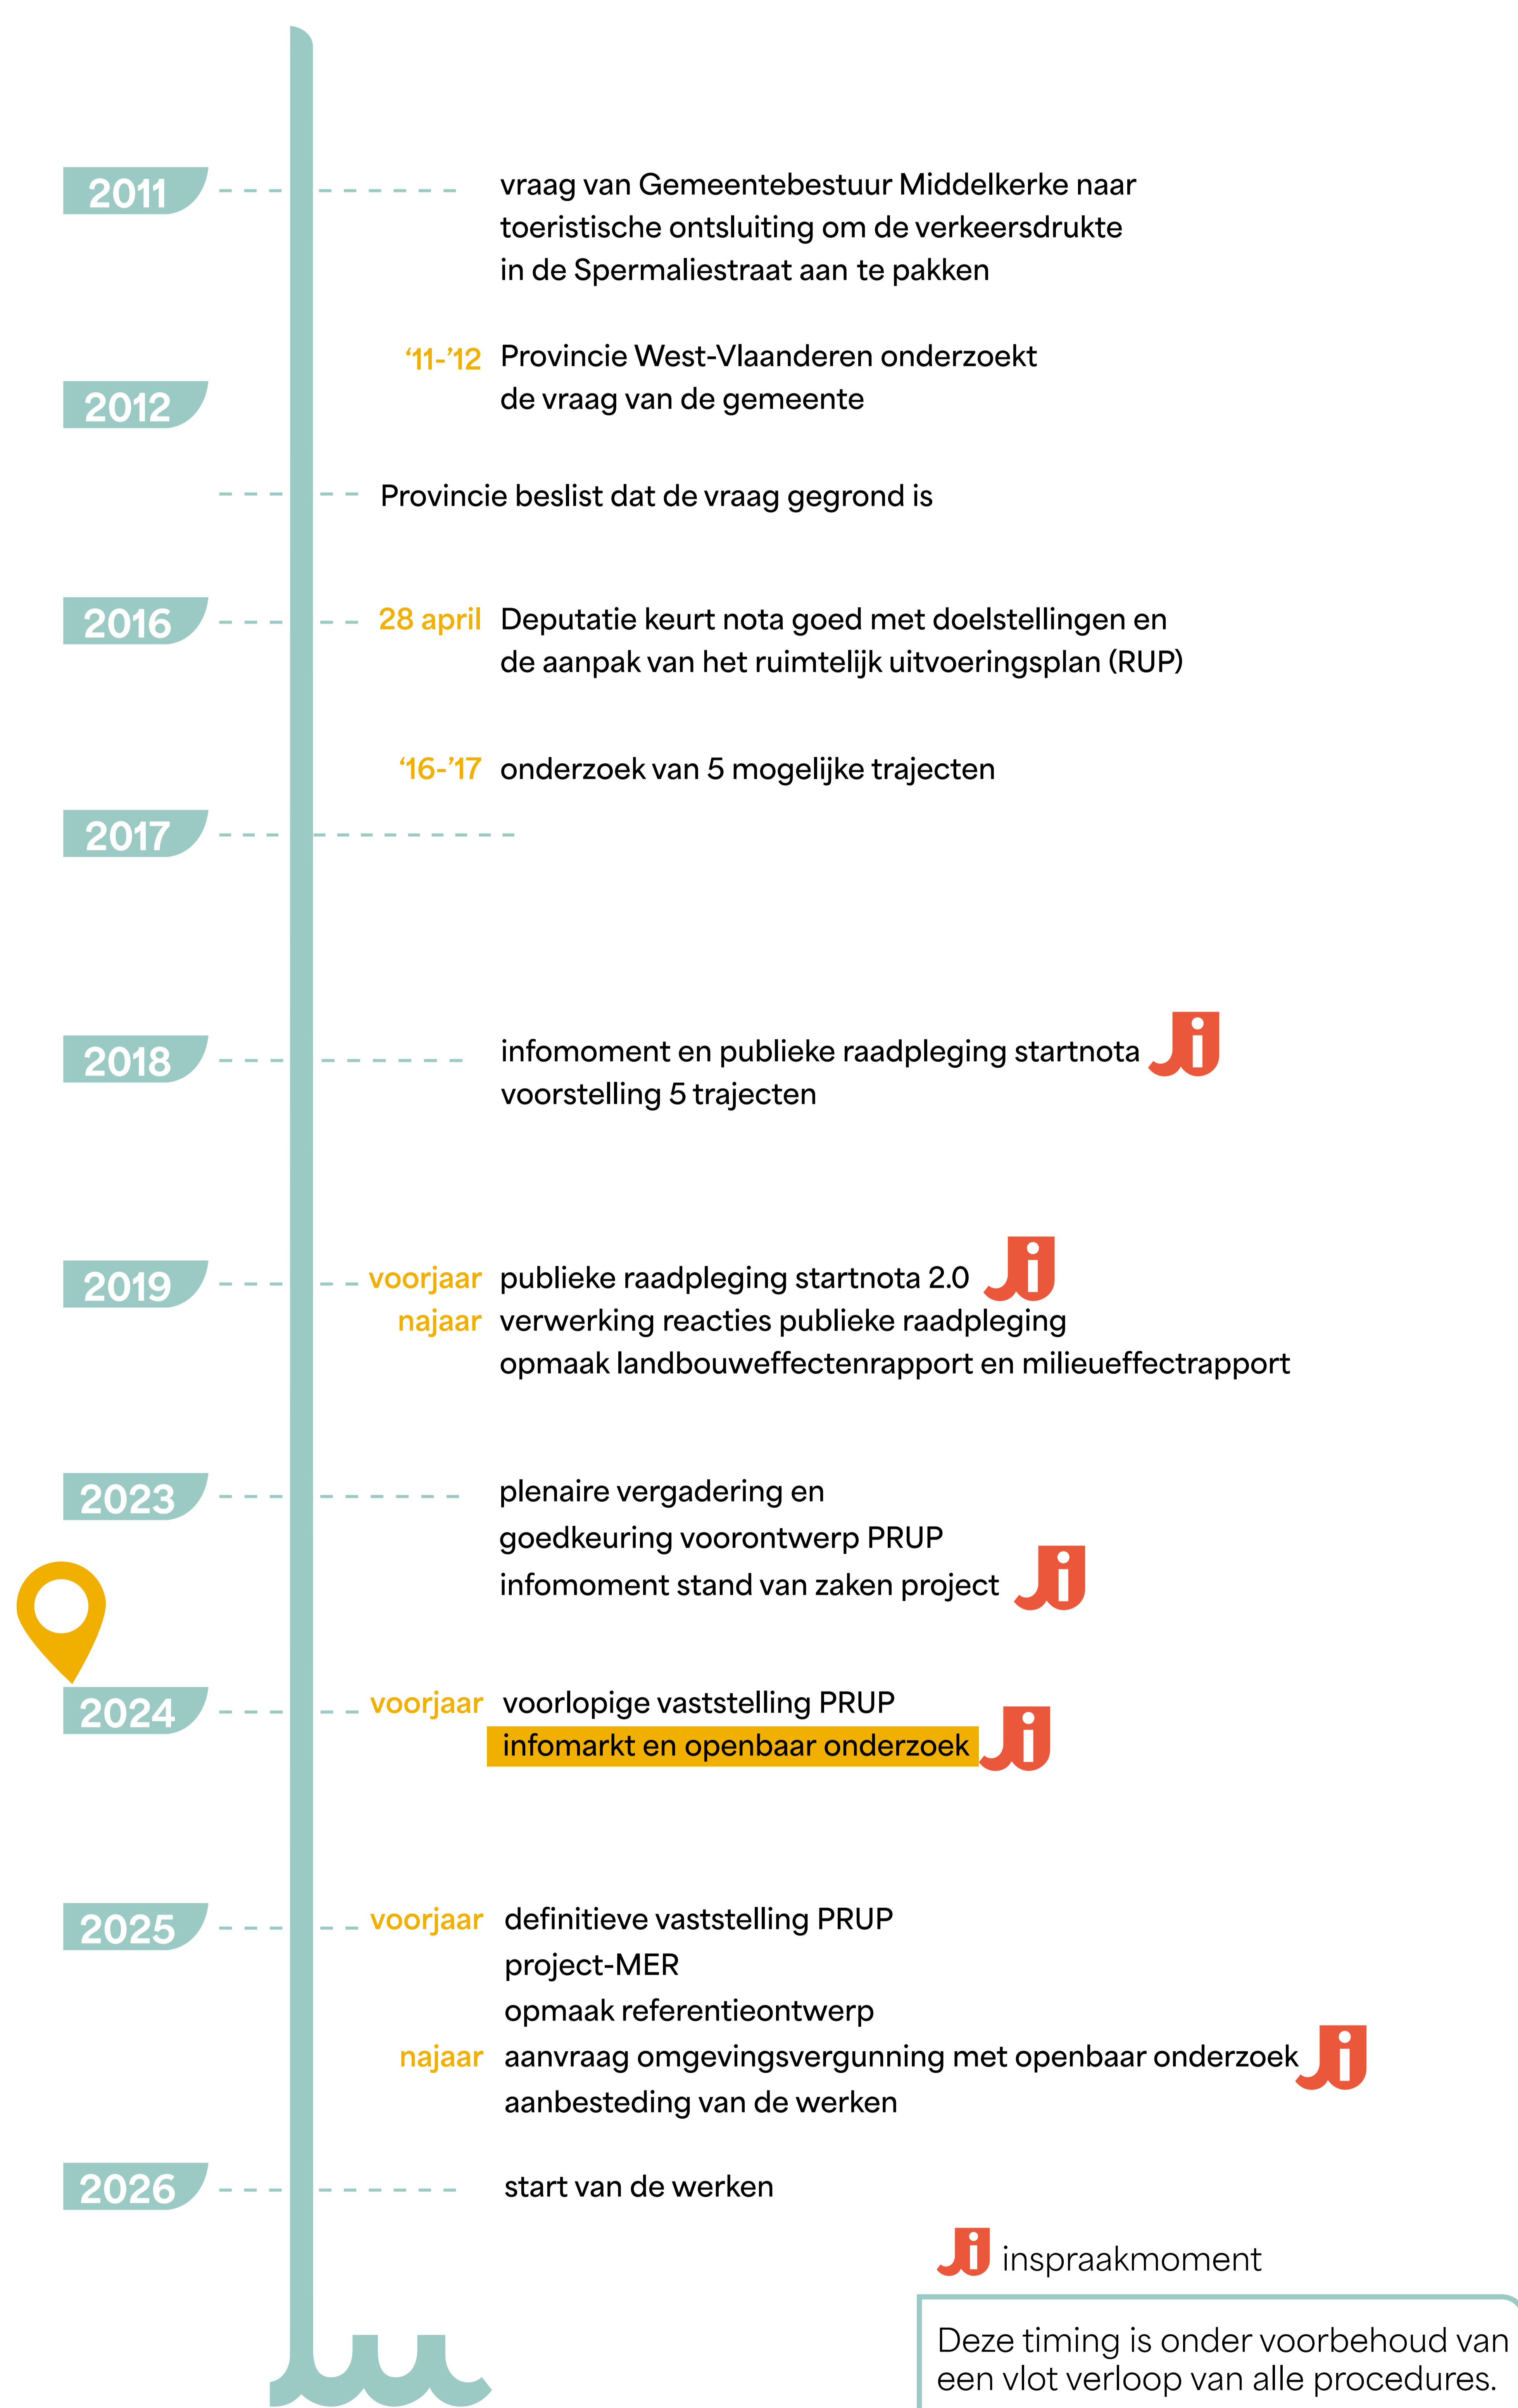 2011
vraag van Gemeentebestuur Middelkerke naar
toeristische ontsluiting om de verkeersdrukte
in de Spermaliestraat aan te pakken
‘11-’12 Provincie West-Vlaanderen onderzoekt
2012
de vraag van de gemeente
Provincie beslist dat de vraag gegrond is
2016
28 april Deputatie keurt nota goed met doelstellingen en
de aanpak van het ruimtelijk uitvoeringsplan (RUP)
‘16-’17 onderzoek van 5 mogelijke trajecten
2017
2018
infomoment en publieke raadpleging startnota i
voorstelling 5 trajecten
2019
voorjaar publieke raadpleging startnota 2.0 i
najaar verwerking reacties publieke raadpleging
opmaak landbouweffectenrapport en milieueffectrapport
2023
plenaire vergadering en
goedkeuring voorontwerp PRUP
infomoment stand van zaken project i
2024
voorjaar voorlopige vaststelling PRUP
infomarkt en openbaar onderzoek i
2025
voorjaar definitieve vaststelling PRUP
project-MER
opmaak referentieontwerp
najaar aanvraag omgevingsvergunning met openbaar onderzoek i
aanbesteding van de werken
2026
start van de werken
i inspraakmoment
Deze timing is onder voorbehoud van
een vlot verloop van alle procedures.